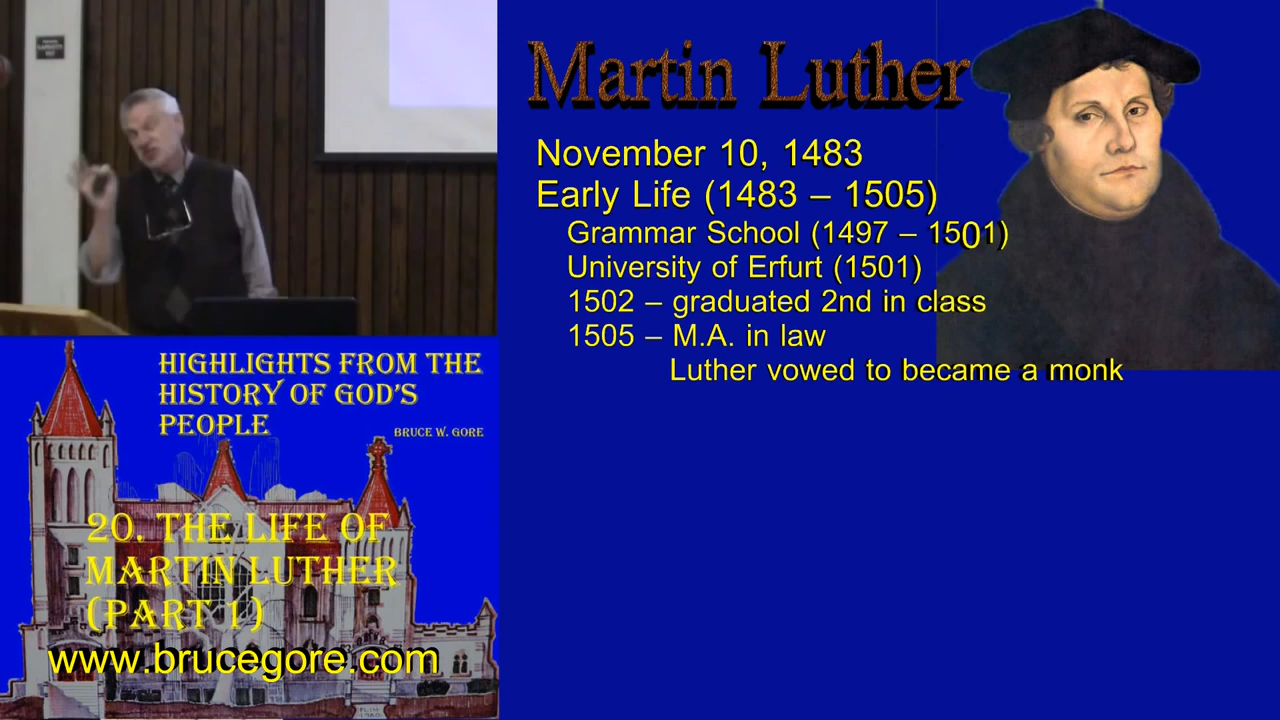 Martin Luther
November 10, 1483
Early Life (1483 – 1505)
Grammar School (1497 – 1501)
University of Erfurt (1501)
1502 – graduated 2nd in class
1505 – M.A. in law
Luther vowed to became a monk
HIGHLIGHTS FROM THE
HISTORY OF GOD'S
PEOPLE
BRUCE W. GORE
20. THE LIFE OF
MARTIN LUTHER
(PART 1)
www.brucegore.com